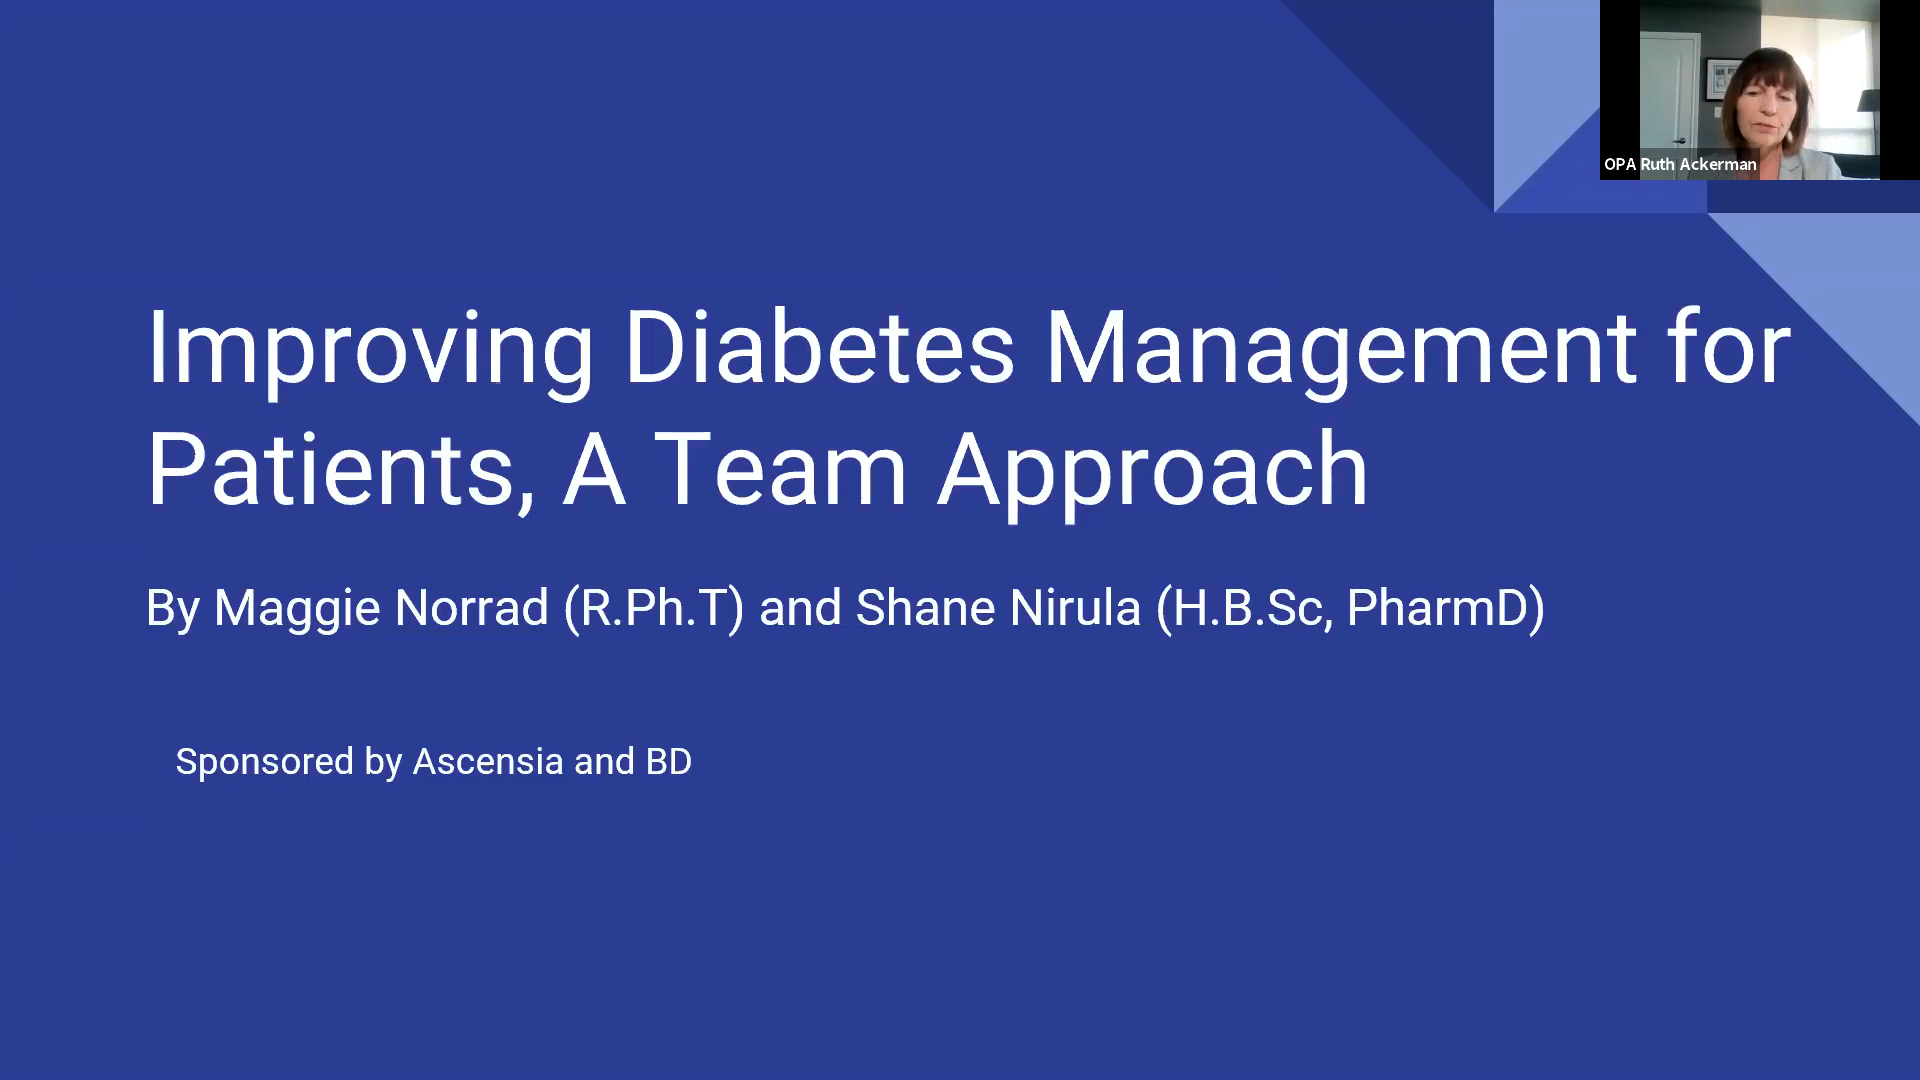 OPA Ruth Ackerman
Improving Diabetes Management for
Patients, A Team Approach
By Maggie Norrad (R.Ph.T) and Shane Nirula (H.B.Sc, PharmD)
Sponsored by Ascensia and BD